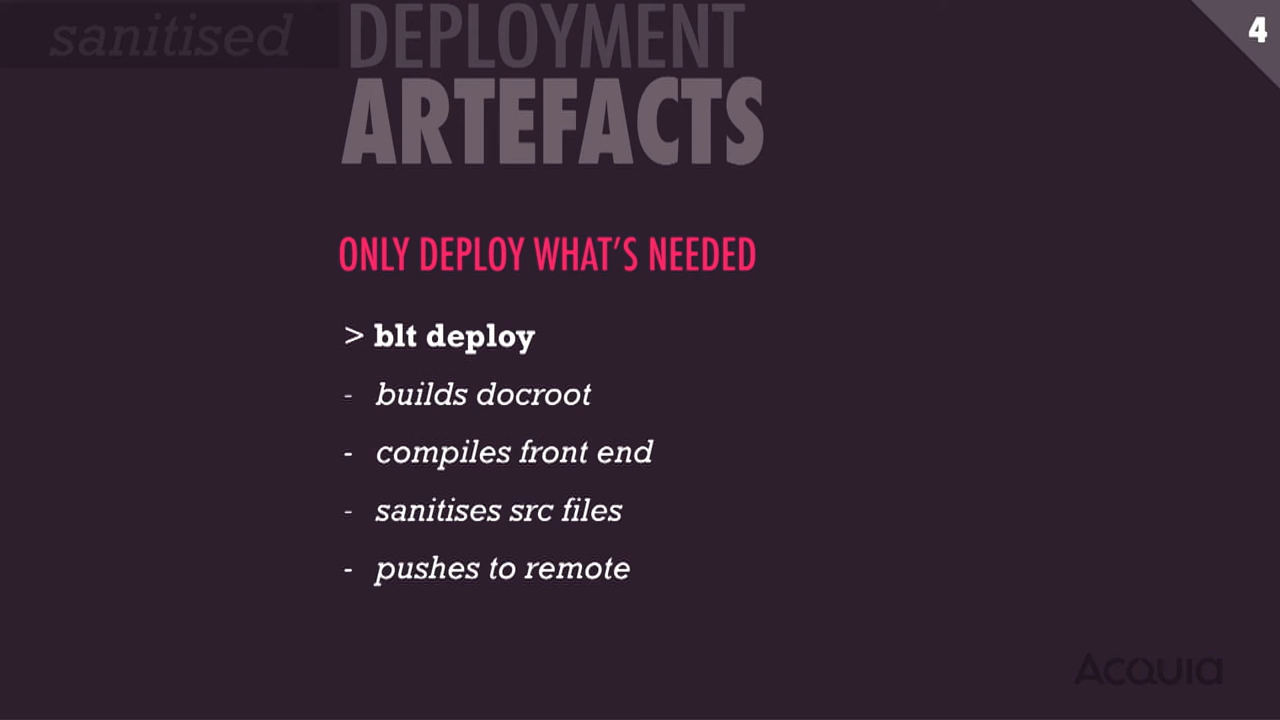 sanitised DEPLOYMENT
ARTEFACTS
4
ONLY DEPLOY WHAT'S NEEDED
> blt deploy
- builds docroot
- compiles front end
- sanitises src files
- pushes to remote
Acquia